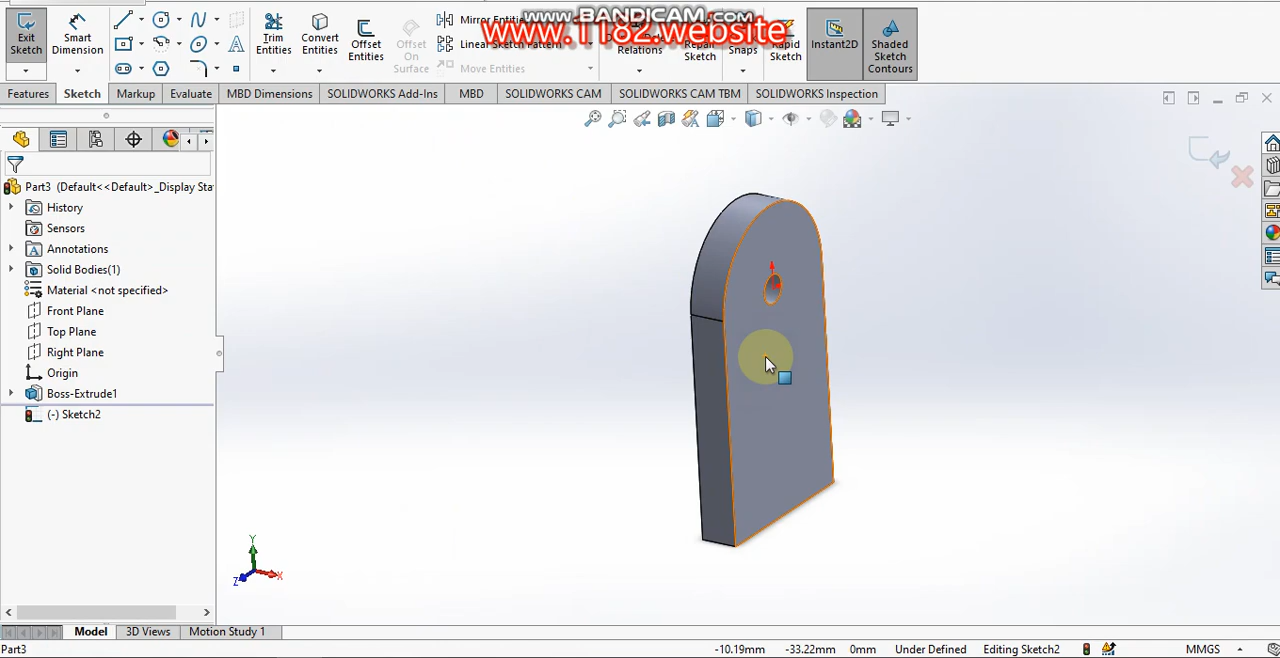 www.BANDICAM.com
www.1182.website
Exit Sketch
Smart Dimension
Trim Entities
Convert Entities
Offset Entities
Offset On Surface
Mirror Entities
Linear Sketch Pattern
Move Entities
Relations
Repair Sketch
Snaps
Rapid Sketch
Instant2D
Shaded Sketch Contours
Features
Sketch
Markup
Evaluate
MBD Dimensions
SOLIDWORKS Add-Ins
MBD
SOLIDWORKS CAM
SOLIDWORKS CAM TBM
SOLIDWORKS Inspection
Part3 (Default<<Default>_Display Sta
History
Sensors
Annotations
Solid Bodies(1)
Material <not specified>
Front Plane
Top Plane
Right Plane
Origin
Boss-Extrude1
(-) Sketch2
Y
Z
X
Model
3D Views
Motion Study 1
Part3
-10.19mm
-33.22mm
0mm
Under Defined
Editing Sketch2
MMGS